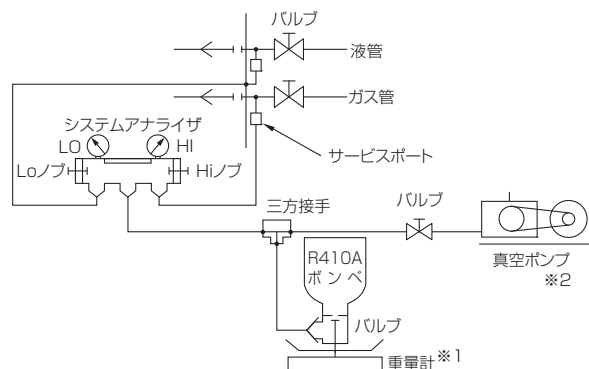 バルブ
液管
ガス管
システムアナライザ
LO
HI
サービスポート
Loノブ
Hiノブ
三方接手
バルブ
R410A
ボンベ
真空ポンプ
※2
バルブ
重量計※1